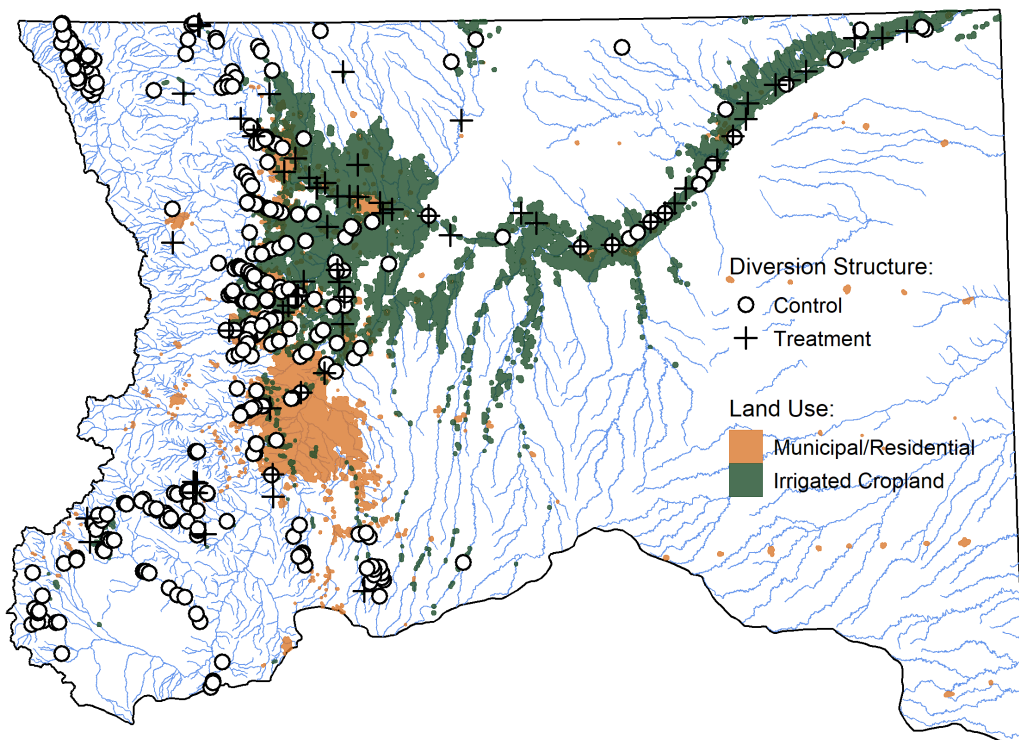 Diversion Structure:
Control
Treatment
Land Use:
Municipal/Residential
Irrigated Cropland